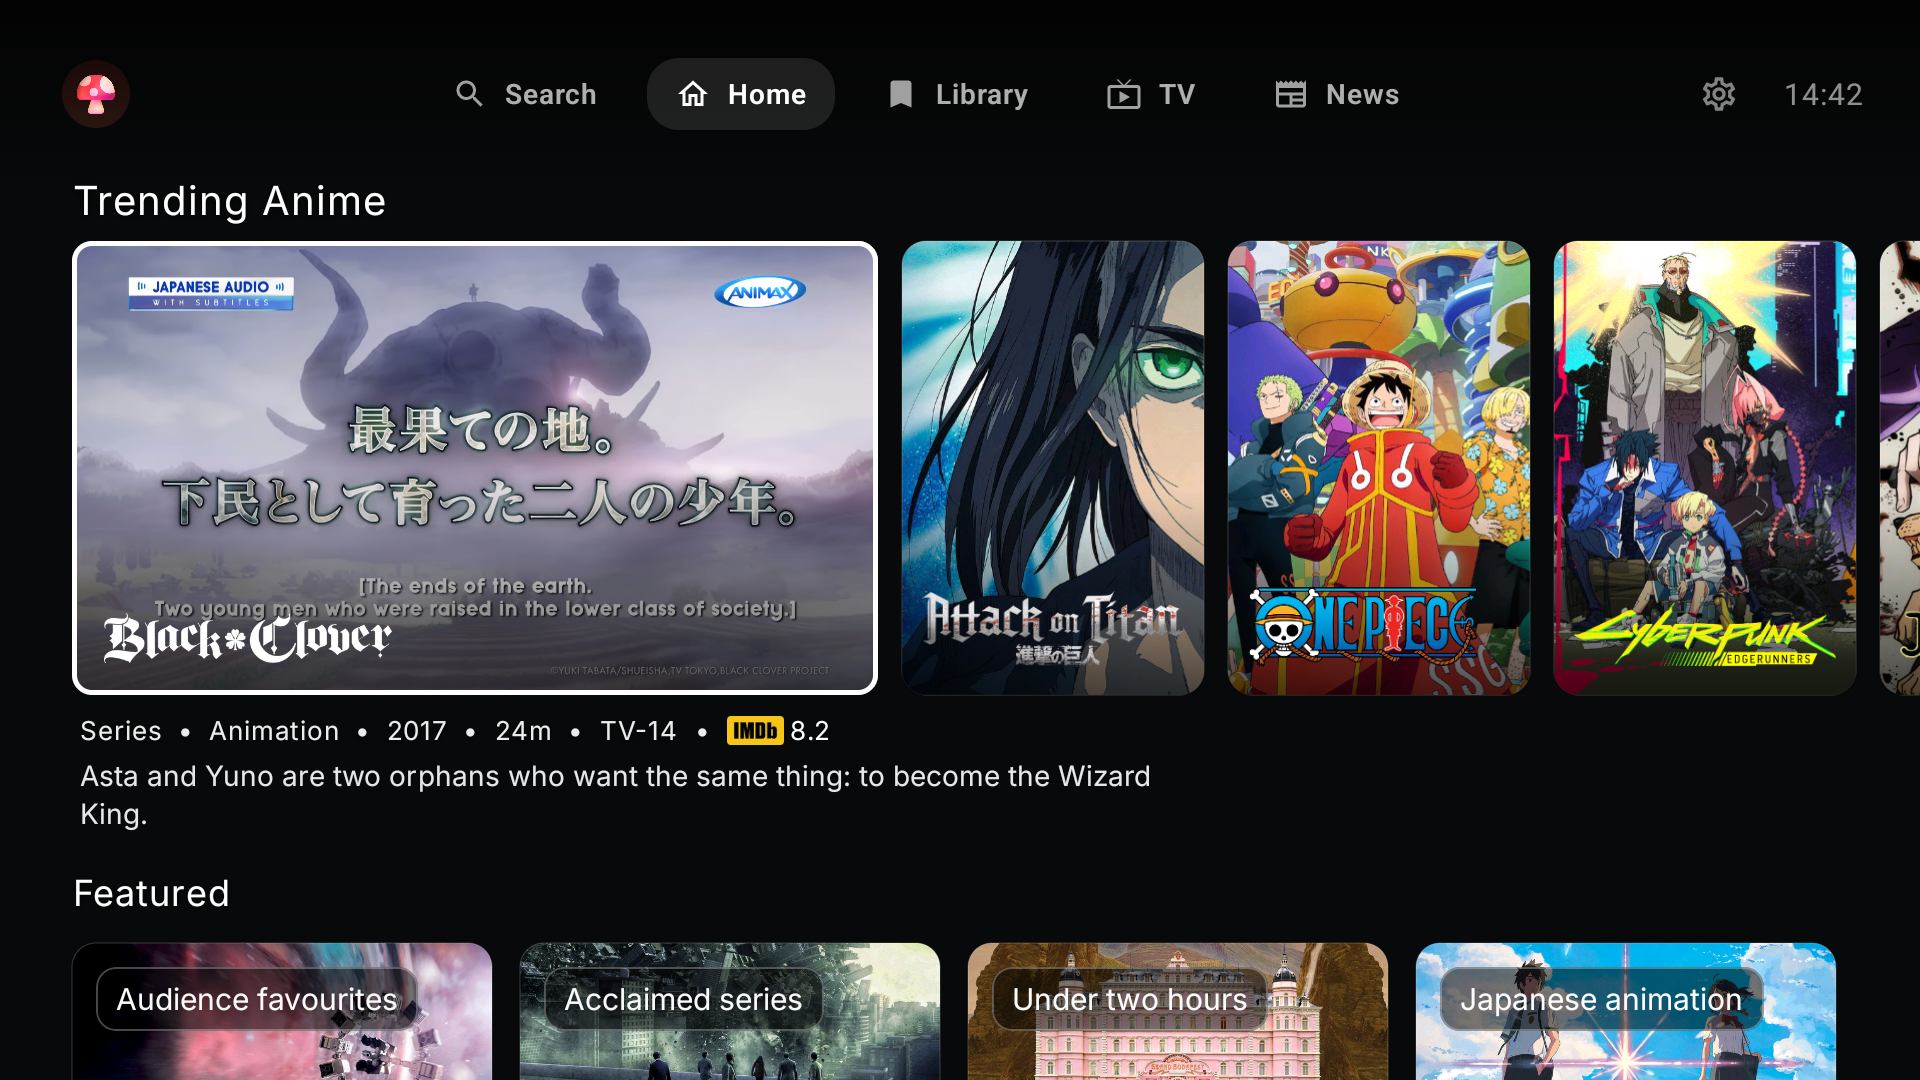 Search
Home
Library
TV
News
14:42
Trending Anime
JAPANESE AUDIO
WITH SUBTITLES
ANIMAX
最果ての地。
下民として育った二人の少年。
[The ends of the earth.
Two young men who were raised in the lower class of society.]
Black Clover
©YUKI TABATA/SHUEISHA,TV TOKYO,BLACK CLOVER PROJECT
Attack on Titan
進撃の巨人
ONE PIECE
CYBERPUNK
EDGERUNNERS
Series • Animation • 2017 • 24m • TV-14 • IMDb 8.2
Asta and Yuno are two orphans who want the same thing: to become the Wizard
King.
Featured
Audience favourites
Acclaimed series
Under two hours
Japanese animation